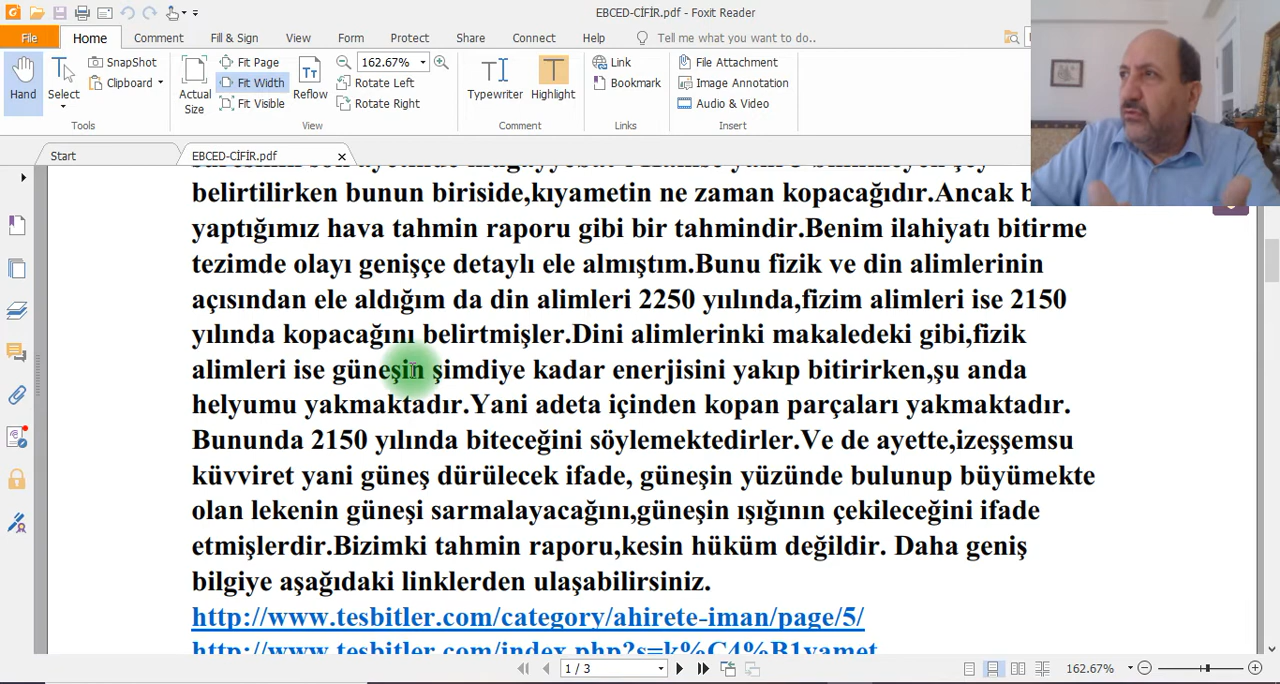 EBCED-CİFİR.pdf - Foxit Reader
File Home Comment Fill & Sign View Form Protect Share Connect Help Tell me what you want to do..
Hand Select SnapShot Clipboard Actual Size Fit Page Fit Width Fit Visible Reflow 162.67% Rotate Left Rotate Right Typewriter Highlight Link Bookmark File Attachment Image Annotation Audio & Video
Tools View Comment Links Insert
Start EBCED-CİFİR.pdf
belirtilirken bunun biriside,kıyametin ne zaman kopacağıdır.Ancak
yaptığımız hava tahmin raporu gibi bir tahmindir.Benim ilahiyatı bitirme
tezimde olayı genişçe detaylı ele almıştım.Bunu fizik ve din alimlerinin
açısından ele aldığım da din alimleri 2250 yıılında,fizim alimleri ise 2150
yılında kopacağını belirtmişler.Dini alimlerinki makaledeki gibi,fizik
alimleri ise güneşin şimdiye kadar enerjisini yakıp bitirirken,şu anda
helyumu yakmaktadır.Yani adeta içinden kopan parçaları yakmaktadır.
Bununda 2150 yılında biteceğini söylemektedirler.Ve de ayette,izeşşemsu
küvviret yani güneş dürülecek ifade, güneşin yüzünde bulunup büyümekte
olan lekenin güneşi sarmalayacağını,güneşin ışığının çekileceğini ifade
etmişlerdir.Bizimki tahmin raporu,kesin hüküm değildir. Daha geniş
bilgiye aşağıdaki linklerden ulaşabilirsiniz.
http://www.tesbitler.com/category/ahirete-iman/page/5/
http://www.tesbitler.com/index.php?s=k%C4%B1yamet
1 / 3 162.67%